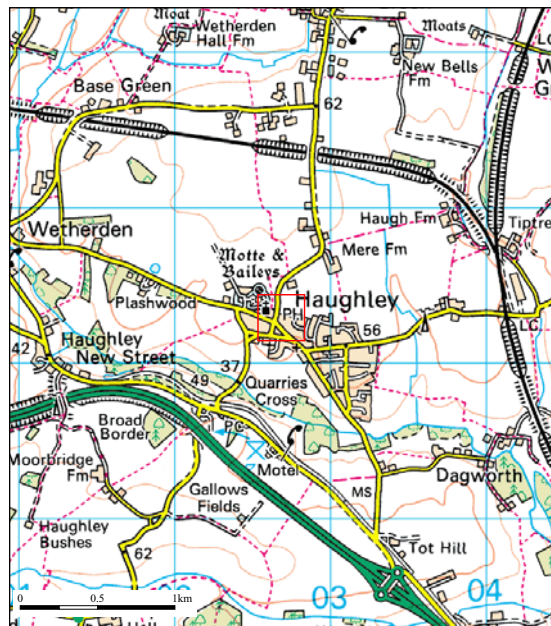 Moat
Wetherden
Hall Fm
Moats
Lo
W
G
New Bells
Fm
Base Green
62
Wetherden
Haugh Fm
Tiptre
Mere Fm
Motte &
Baileys
Plashwood
Haughley
PH
56
LC
42
Haughley
New Street
37
49
Quarries
Cross
Broad
Border
PC
Motel
Moorbridge
Fm
MS
Dagworth
Gallows
Fields
Haughley
Bushes
62
Tot Hill
03
04
0
0.5
1km